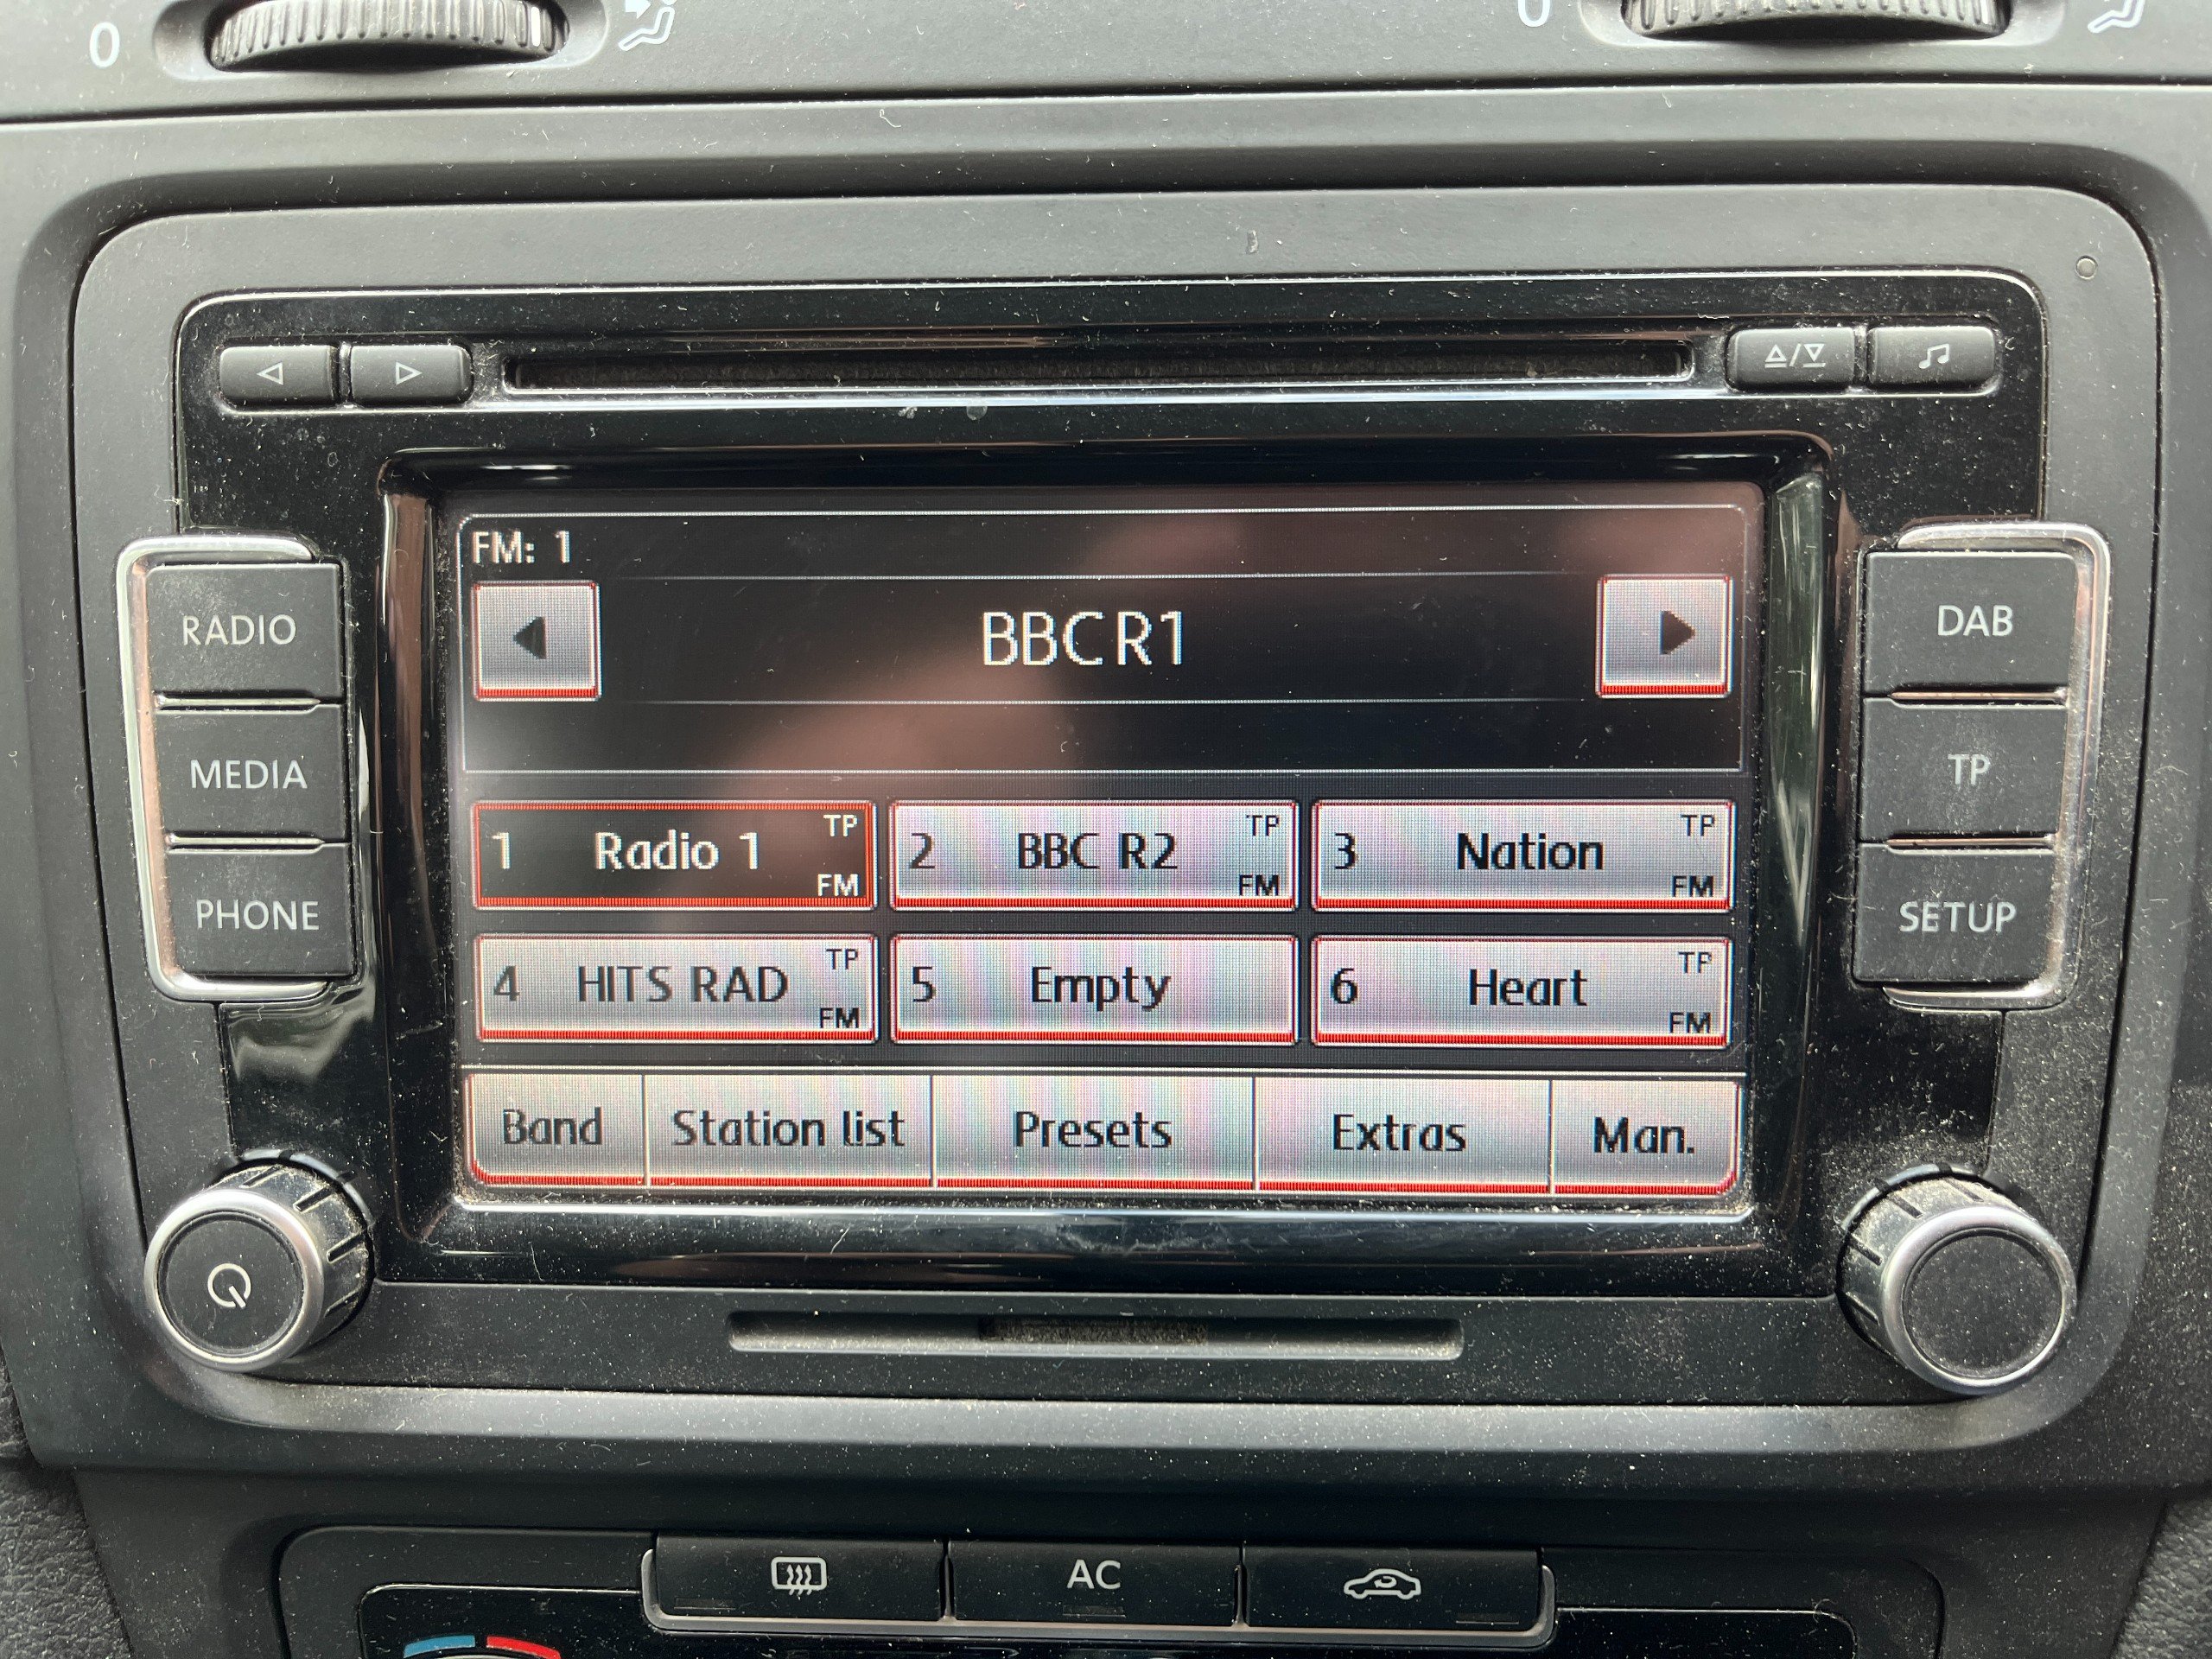 0
0
FM: 1
BBC R1
RADIO
MEDIA
PHONE
DAB
TP
SETUP
1 Radio 1 TP FM
2 BBC R2 TP FM
3 Nation TP FM
4 HITS RAD TP FM
5 Empty
6 Heart TP FM
Band Station list Presets Extras Man.
AC